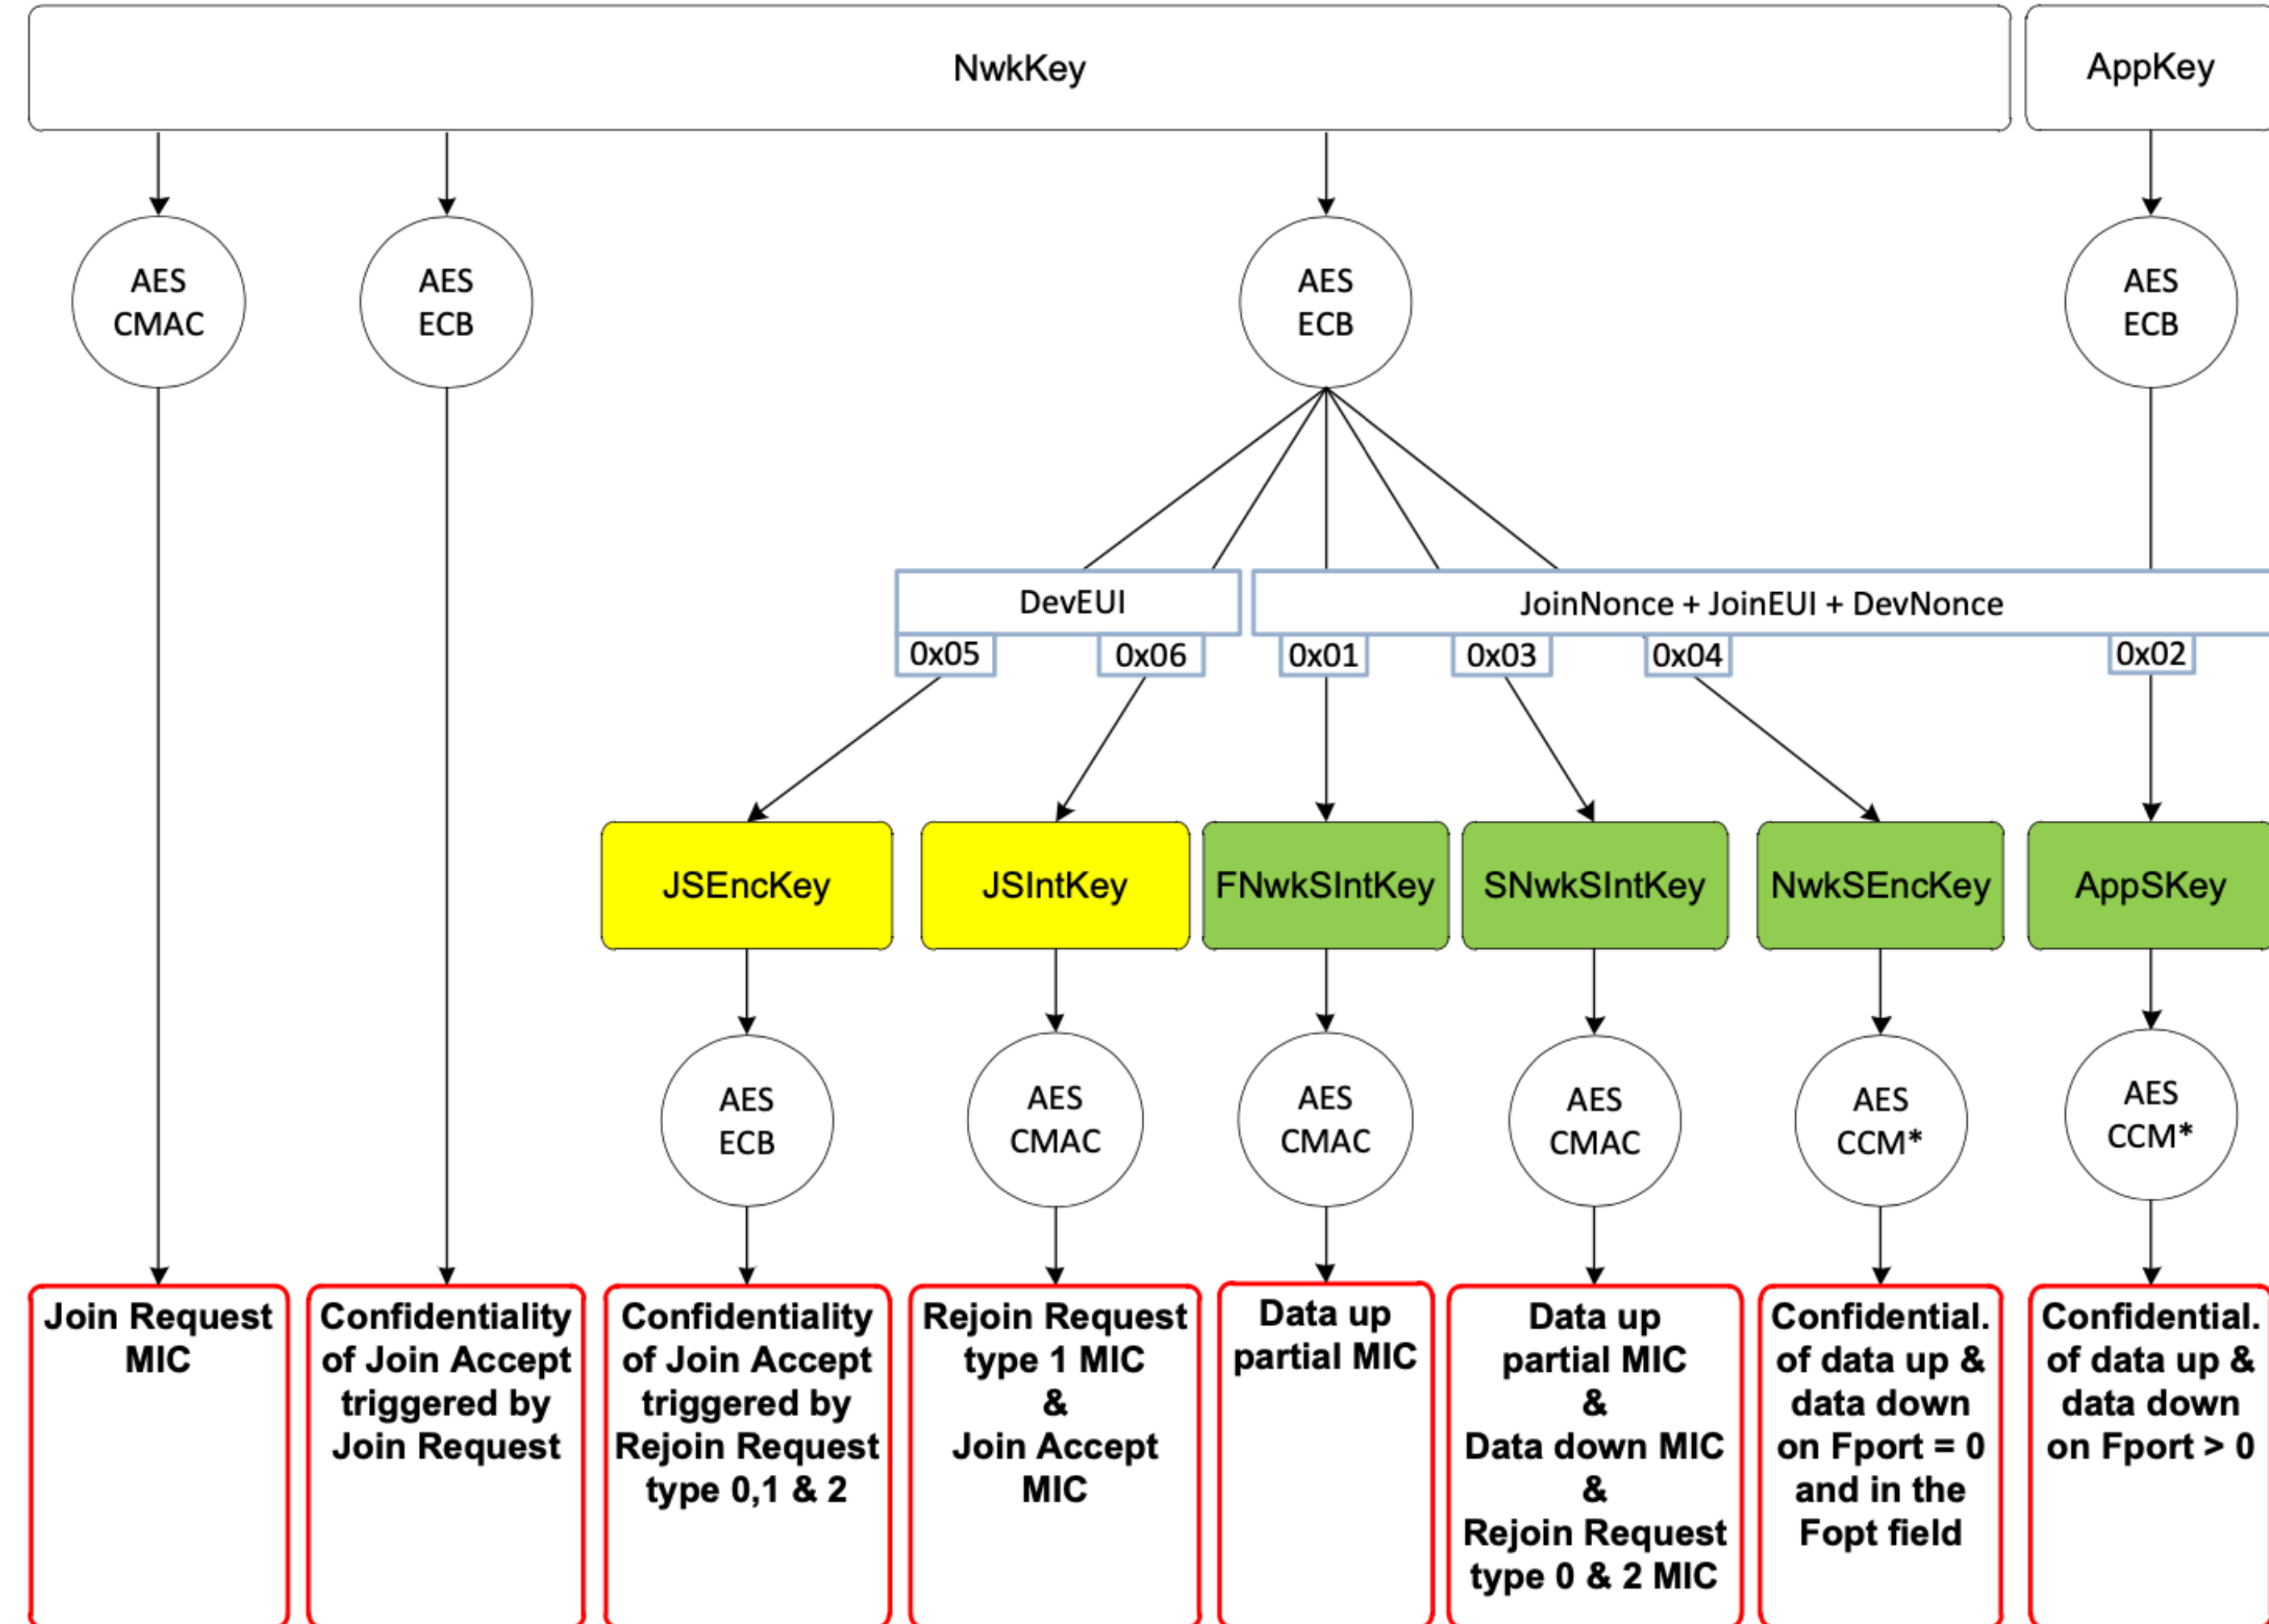 NwkKey
AppKey
AES
CMAC
AES
ECB
AES
ECB
AES
ECB
DevEUI
JoinNonce + JoinEUI + DevNonce
0x05
0x06
0x01
0x03
0x04
0x02
JSEncKey
JSIntKey
FNwkSIntKey
SNwkSIntKey
NwkSEncKey
AppSKey
AES
ECB
AES
CMAC
AES
CMAC
AES
CMAC
AES
CCM*
AES
CCM*
Join Request
MIC
Confidentiality
of Join Accept
triggered by
Join Request
Confidentiality
of Join Accept
triggered by
Rejoin Request
type 0,1 & 2
Rejoin Request
type 1 MIC
&
Join Accept
MIC
Data up
partial MIC
Data up
partial MIC
&
Data down MIC
&
Rejoin Request
type 0 & 2 MIC
Confidential.
of data up &
data down
on Fport = 0
and in the
Fopt field
Confidential.
of data up &
data down
on Fport > 0